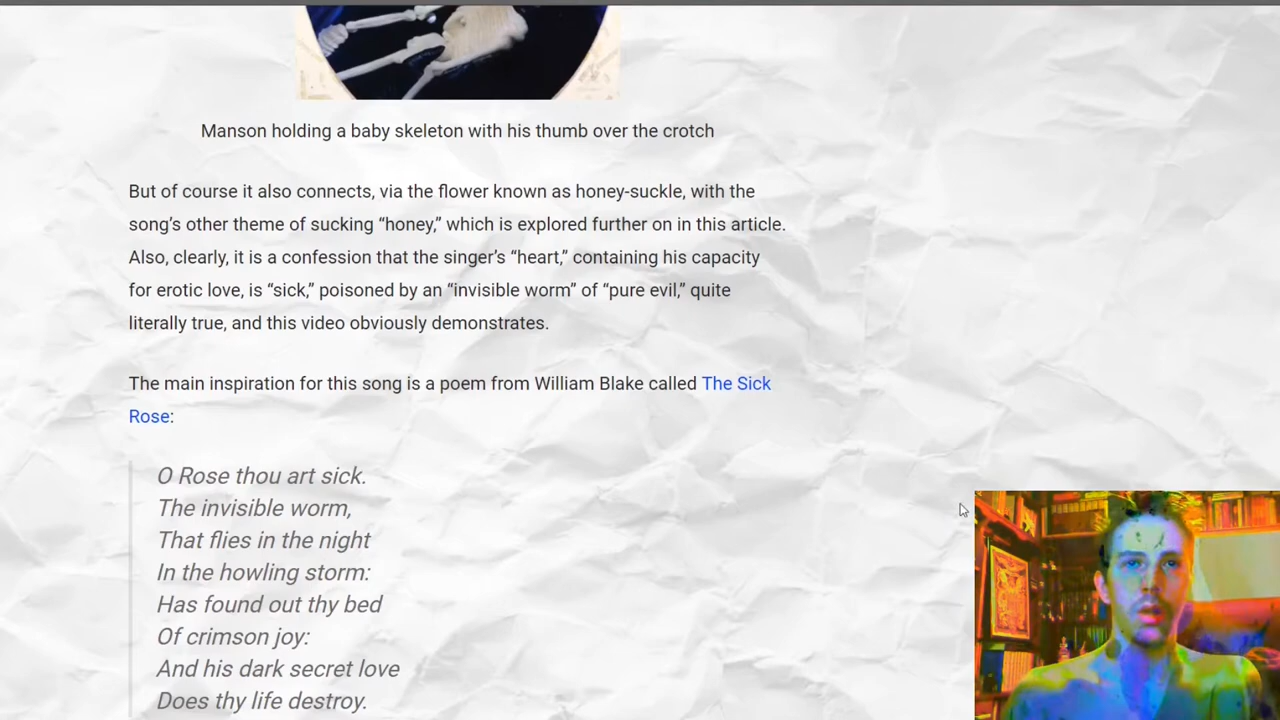 Manson holding a baby skeleton with his thumb over the crotch
But of course it also connects, via the flower known as honey-suckle, with the
song’s other theme of sucking “honey,” which is explored further on in this article.
Also, clearly, it is a confession that the singer’s “heart,” containing his capacity
for erotic love, is “sick,” poisoned by an “invisible worm” of “pure evil,” quite
literally true, and this video obviously demonstrates.
The main inspiration for this song is a poem from William Blake called The Sick
Rose:
O Rose thou art sick.
The invisible worm,
That flies in the night
In the howling storm:
Has found out thy bed
Of crimson joy:
And his dark secret love
Does thy life destroy.